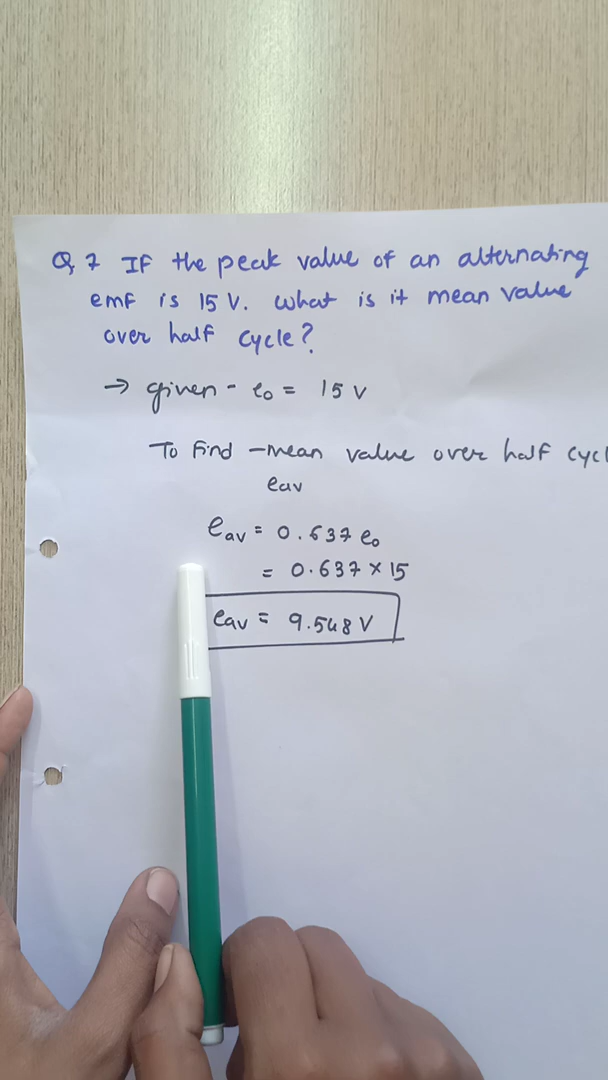 Q 7 If the peak value of an alternating
emf is 15 V. What is it mean value
over half cycle?
→ given - e₀ = 15 V
To find - mean value over half cycl
eav
eav = 0.637 e₀
= 0.637 × 15
eav = 9.548 V